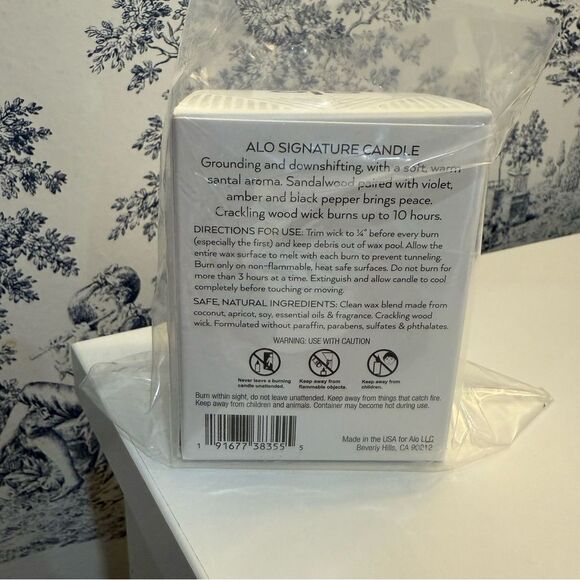 ALO SIGNATURE CANDLE
Grounding and downshifting, with a soft, warm
santal aroma. Sandalwood paired with violet,
amber and black pepper brings peace.
Crackling wood wick burns up to 10 hours.
DIRECTIONS FOR USE: Trim wick to ¼" before every burn
(especially the first) and keep debris out of wax pool. Allow the
entire wax surface to melt with each burn to prevent tunneling.
Burn only on non-flammable, heat safe surfaces. Do not burn for
more than 3 hours at a time. Extinguish and allow candle to cool
completely before touching or moving.
SAFE, NATURAL INGREDIENTS: Clean wax blend made from
coconut, apricot, soy, essential oils & fragrance. Crackling wood
wick. Formulated without paraffin, parabens, sulfates & phthalates.
WARNING: USE WITH CAUTION
Never leave a burning
candle unattended.
Keep away from
flammable objects.
Keep away from
children.
Burn within sight, do not leave unattended. Keep away from things that catch fire.
Keep away from children and animals. Container may become hot during use.
1 91677 38355 5
Made in the USA for Alo LLC
Beverly Hills, CA 90212